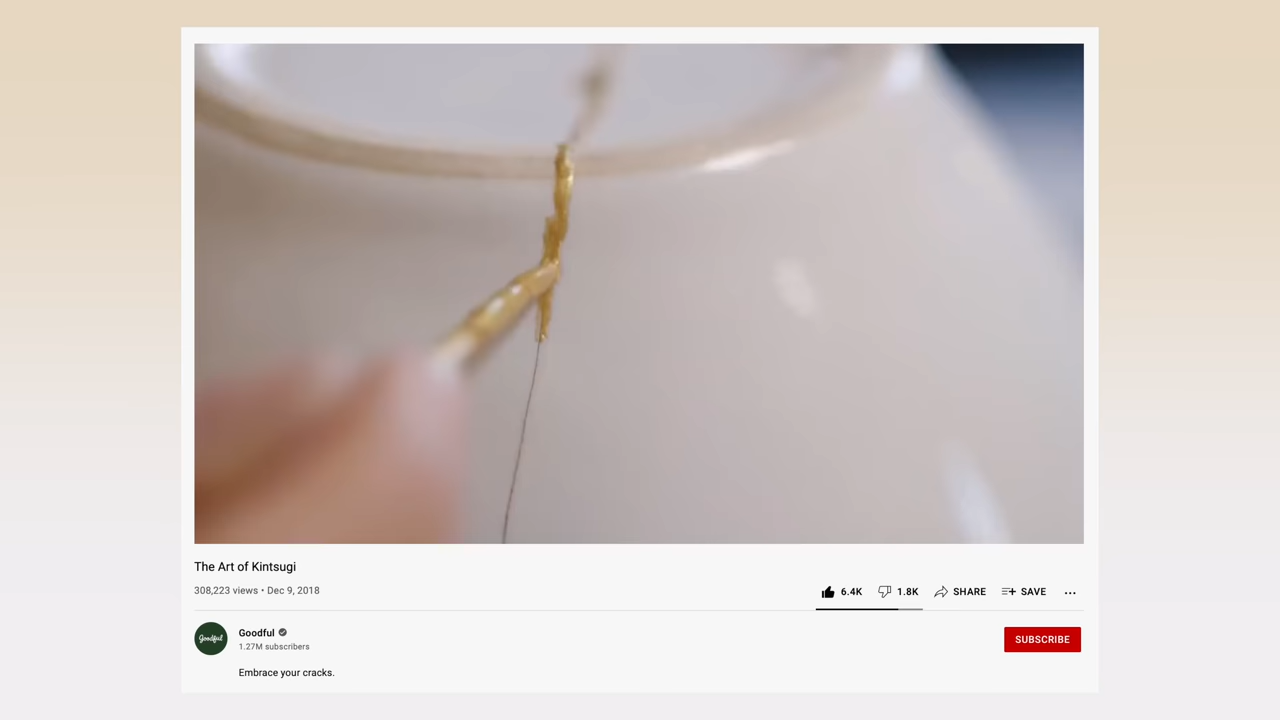 The Art of Kintsugi
308,223 views • Dec 9, 2018
6.4K 1.8K SHARE SAVE ...
Goodful
Goodful
1.27M subscribers
SUBSCRIBE
Embrace your cracks.